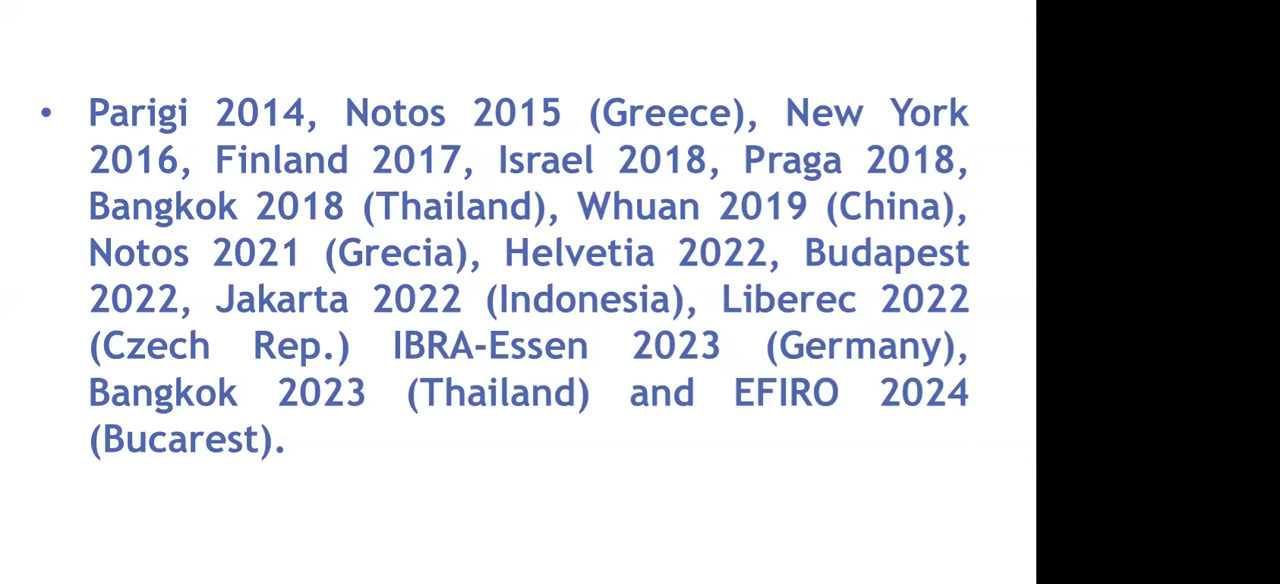 • Parigi 2014, Notos 2015 (Greece), New York
2016, Finland 2017, Israel 2018, Praga 2018,
Bangkok 2018 (Thailand), Whuan 2019 (China),
Notos 2021 (Grecia), Helvetia 2022, Budapest
2022, Jakarta 2022 (Indonesia), Liberec 2022
(Czech Rep.) IBRA-Essen 2023 (Germany),
Bangkok 2023 (Thailand) and EFIRO 2024
(Bucarest).